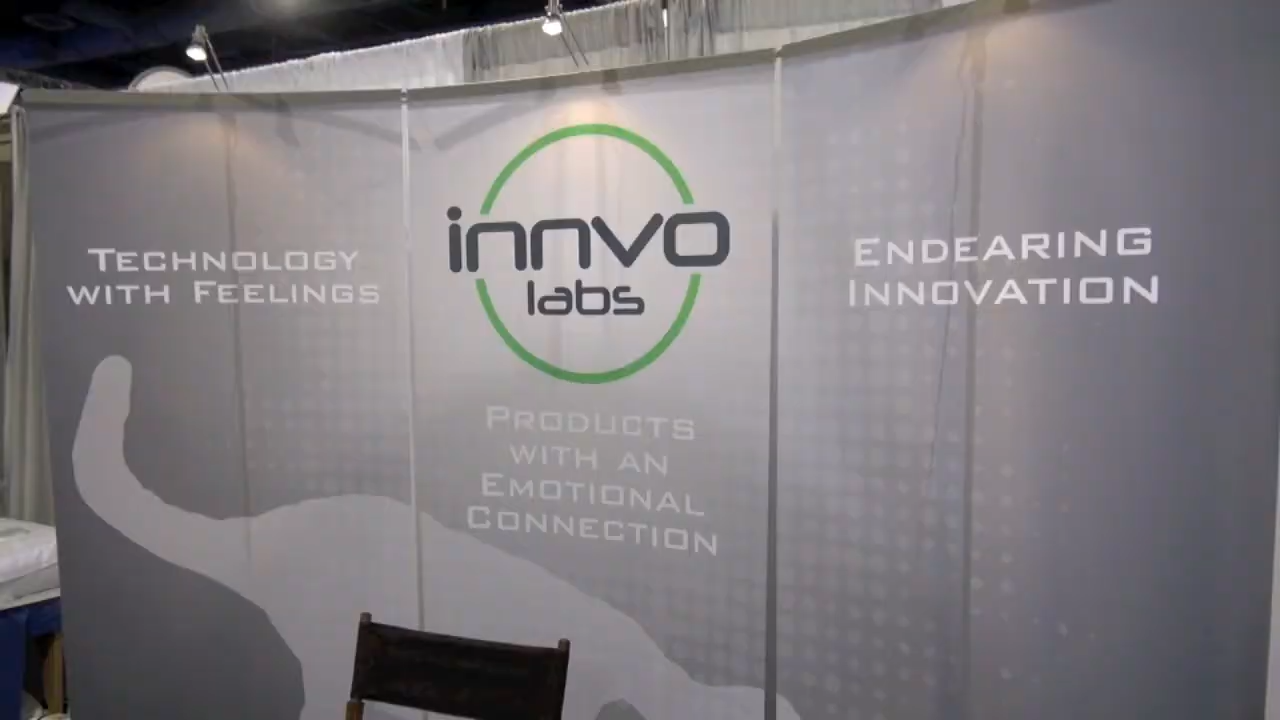 TECHNOLOGY
WITH FEELINGS
innvo
labs
PRODUCTS
WITH AN
EMOTIONAL
CONNECTION
ENDEARING
INNOVATION